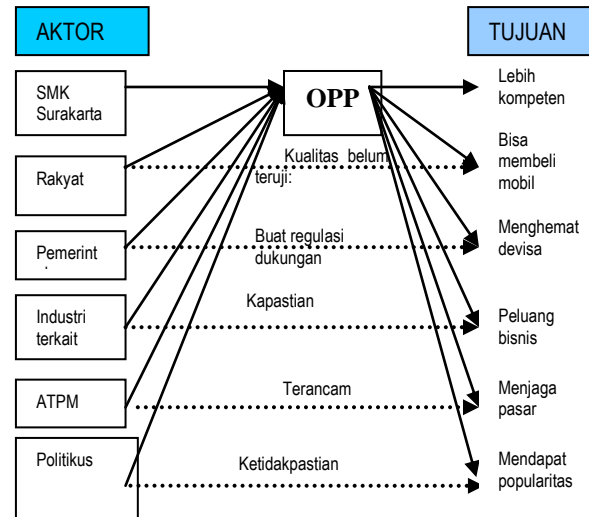 AKTOR
TUJUAN
SMK
Surakarta
OPP
Lebih
kompeten
Rakyat
Kualitas belum
teruji:
Bisa
membeli
mobil
Pemerint
Buat regulasi
dukungan
Menghemat
devisa
Industri
terkait
Kapastian
Peluang
bisnis
ATPM
Terancam
Menjaga
pasar
Politikus
Ketidakpastian
Mendapat
popularitas